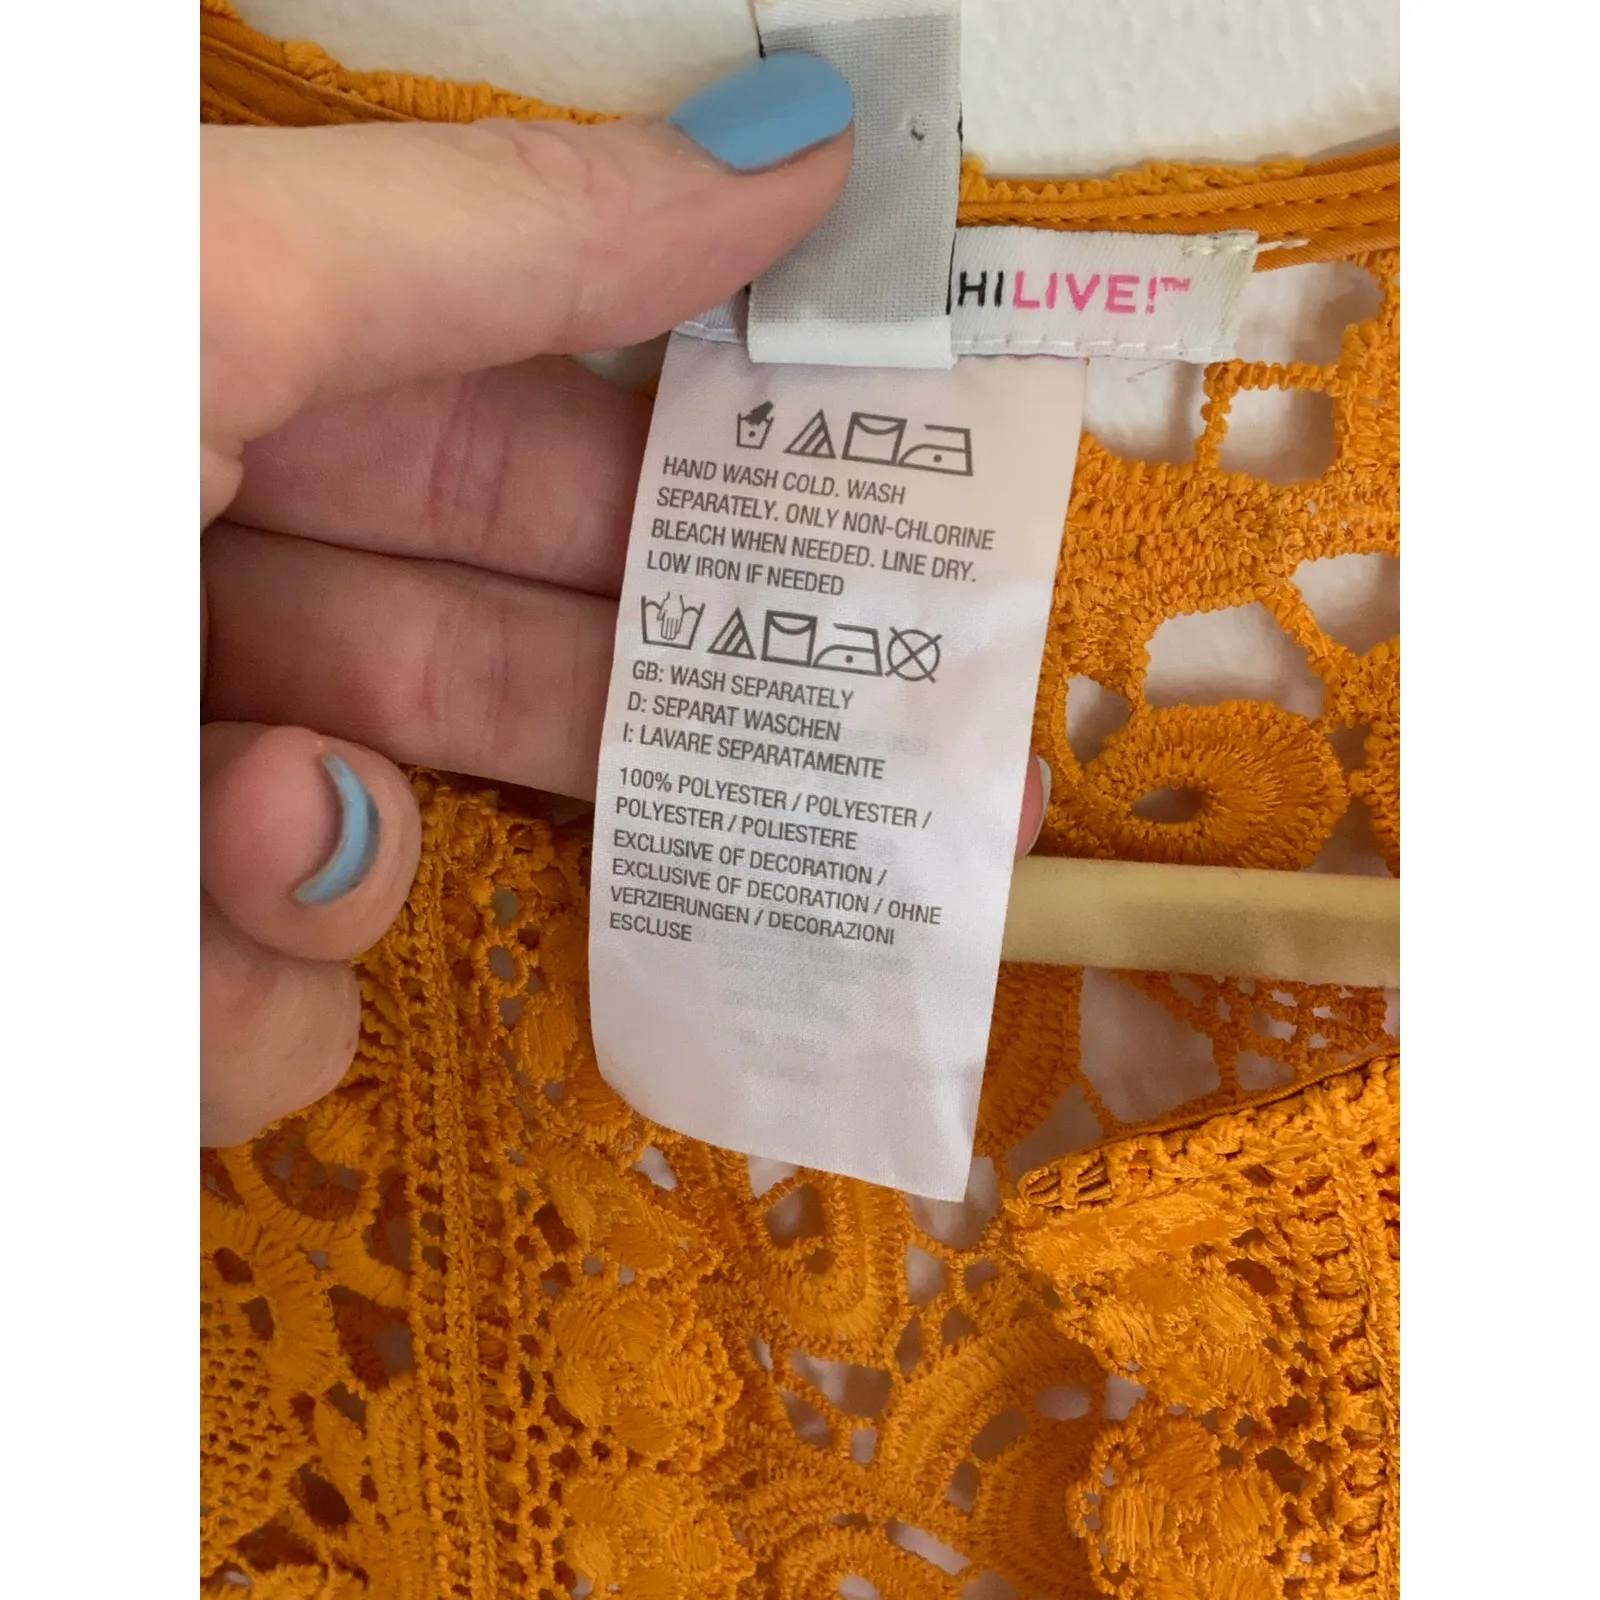 HILIVE!™
HAND WASH COLD. WASH
SEPARATELY. ONLY NON-CHLORINE
BLEACH WHEN NEEDED. LINE DRY.
LOW IRON IF NEEDED
GB: WASH SEPARATELY
D: SEPARAT WASCHEN
I: LAVARE SEPARATAMENTE
100% POLYESTER / POLYESTER /
POLYESTER / POLIESTERE
EXCLUSIVE OF DECORATION /
EXCLUSIVE OF DECORATION / OHNE
VERZIERUNGEN / DECORAZIONI
ESCLUSE